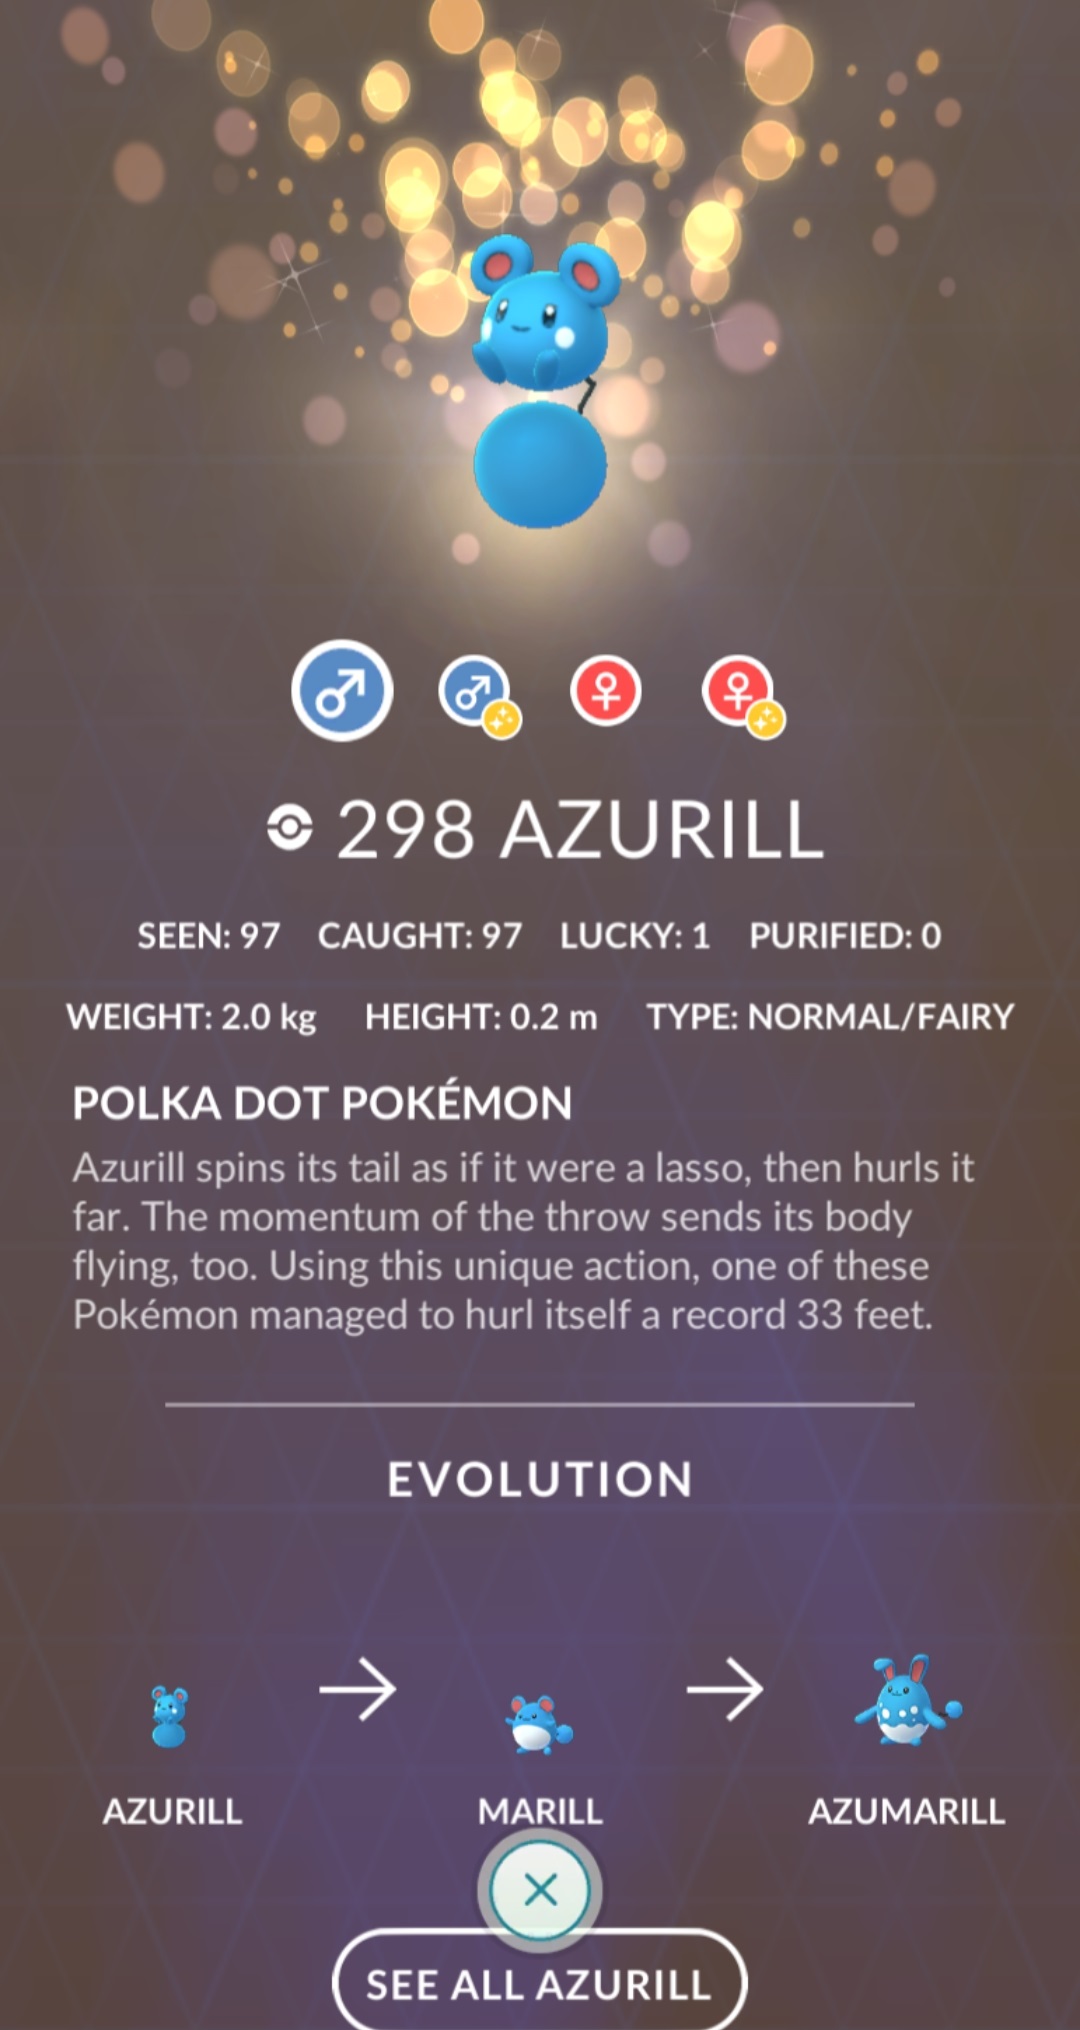 298 AZURILL
SEEN: 97 CAUGHT: 97 LUCKY: 1 PURIFIED: 0
WEIGHT: 2.0 kg HEIGHT: 0.2 m TYPE: NORMAL/FAIRY
POLKA DOT POKÉMON
Azurill spins its tail as if it were a lasso, then hurls it
far. The momentum of the throw sends its body
flying, too. Using this unique action, one of these
Pokémon managed to hurl itself a record 33 feet.
EVOLUTION
AZURILL MARILL AZUMARILL
SEE ALL AZURILL